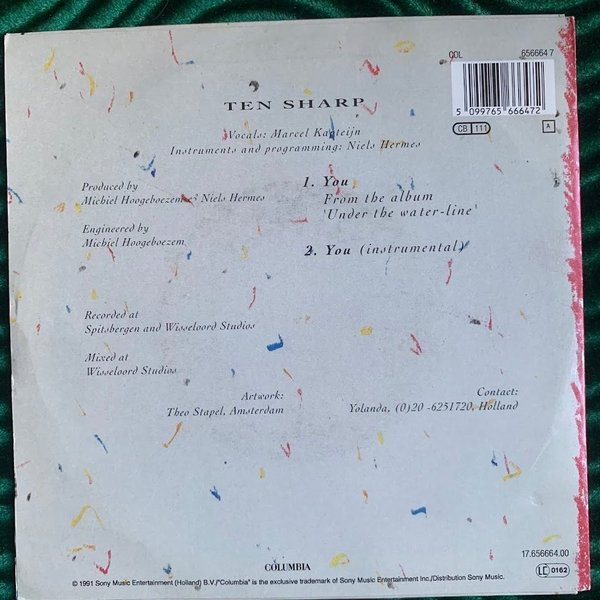 COL 656664 7
5 099765 666472
CB 111
A
TEN SHARP
Vocals: Marcel Kapteijn
Instruments and programming: Niels Hermes
Produced by
Michiel Hoogeboezem & Niels Hermes
Engineered by
Michiel Hoogeboezem
1. You
From the album
'Under the water-line'
2. You (instrumental)
Recorded at
Spitsbergen and Wisseloord Studios
Mixed at
Wisseloord Studios
Artwork:
Theo Stapel, Amsterdam
Contact:
Yolanda, (0)20 -6251720, Holland
COLUMBIA
17.656664.00
LC 0162
© 1991 Sony Music Entertainment (Holland) B.V./"Columbia" is the exclusive trademark of Sony Music Entertainment Inc./Distribution Sony Music.